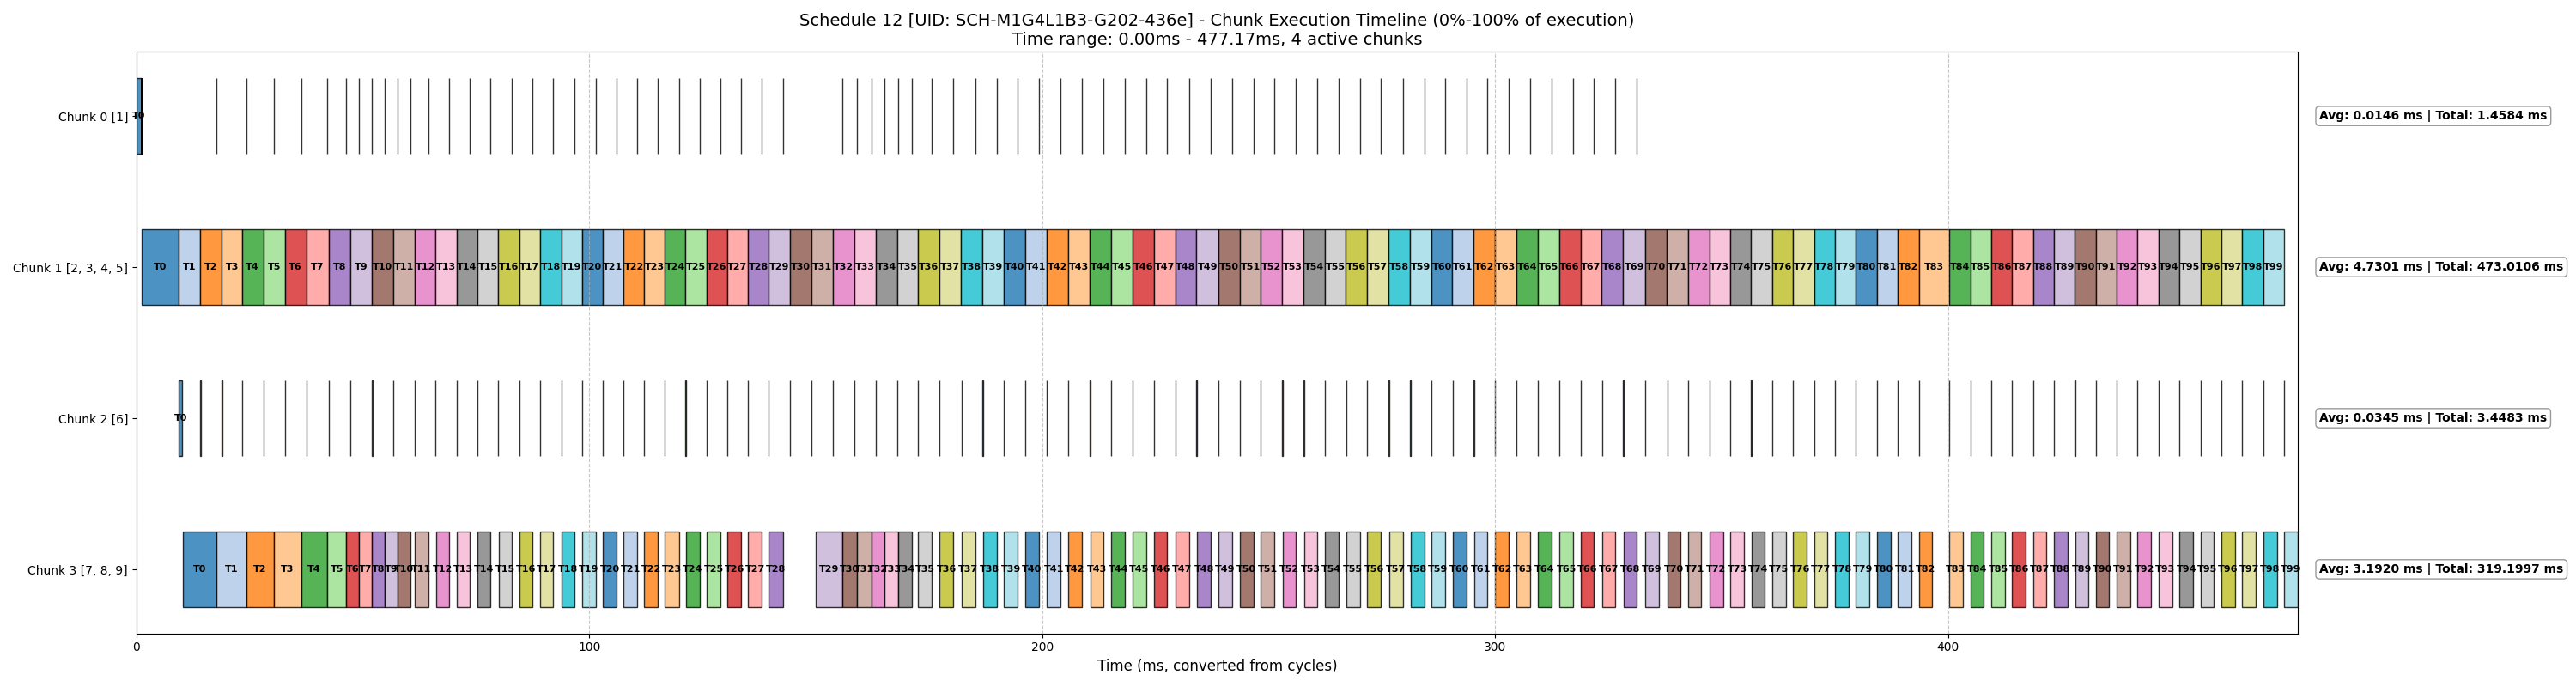 Schedule 12 [UID: SCH-M1G4L1B3-G202-436e] - Chunk Execution Timeline (0%-100% of execution)
Time range: 0.00ms - 477.17ms, 4 active chunks
Chunk 0 [1]
T0
Avg: 0.0146 ms | Total: 1.4584 ms
Chunk 1 [2, 3, 4, 5]
T0 T1 T2 T3 T4 T5 T6 T7 T8 T9 T10 T11 T12 T13 T14 T15 T16 T17 T18 T19 T20 T21 T22 T23 T24 T25 T26 T27 T28 T29 T30 T31 T32 T33 T34 T35 T36 T37 T38 T39 T40 T41 T42 T43 T44 T45 T46 T47 T48 T49 T50 T51 T52 T53 T54 T55 T56 T57 T58 T59 T60 T61 T62 T63 T64 T65 T66 T67 T68 T69 T70 T71 T72 T73 T74 T75 T76 T77 T78 T79 T80 T81 T82 T83 T84 T85 T86 T87 T88 T89 T90 T91 T92 T93 T94 T95 T96 T97 T98 T99
Avg: 4.7301 ms | Total: 473.0106 ms
Chunk 2 [6]
T0
Avg: 0.0345 ms | Total: 3.4483 ms
Chunk 3 [7, 8, 9]
T0 T1 T2 T3 T4 T5 T6 T7 T8 T9 T10 T11 T12 T13 T14 T15 T16 T17 T18 T19 T20 T21 T22 T23 T24 T25 T26 T27 T28 T29 T30 T31 T32 T33 T34 T35 T36 T37 T38 T39 T40 T41 T42 T43 T44 T45 T46 T47 T48 T49 T50 T51 T52 T53 T54 T55 T56 T57 T58 T59 T60 T61 T62 T63 T64 T65 T66 T67 T68 T69 T70 T71 T72 T73 T74 T75 T76 T77 T78 T79 T80 T81 T82 T83 T84 T85 T86 T87 T88 T89 T90 T91 T92 T93 T94 T95 T96 T97 T98 T99
Avg: 3.1920 ms | Total: 319.1997 ms
0 100 200 300 400
Time (ms, converted from cycles)